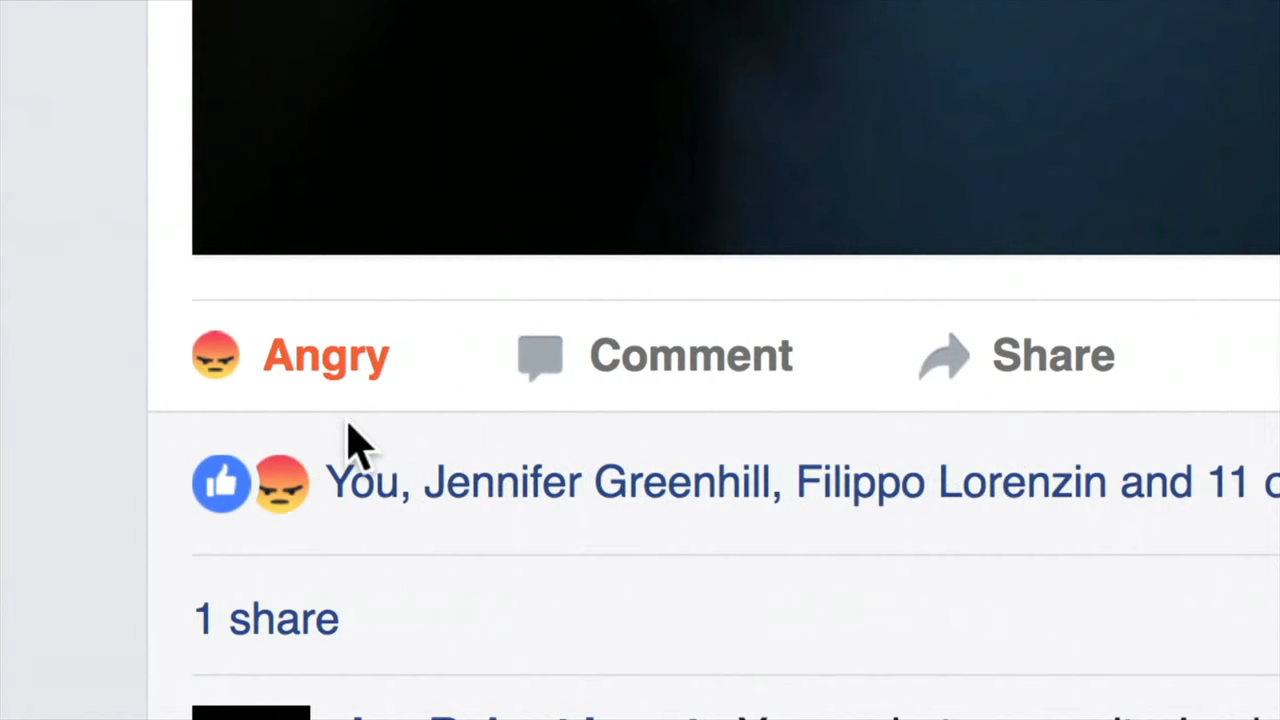 Angry Comment Share
You, Jennifer Greenhill, Filippo Lorenzin and 11
1 share